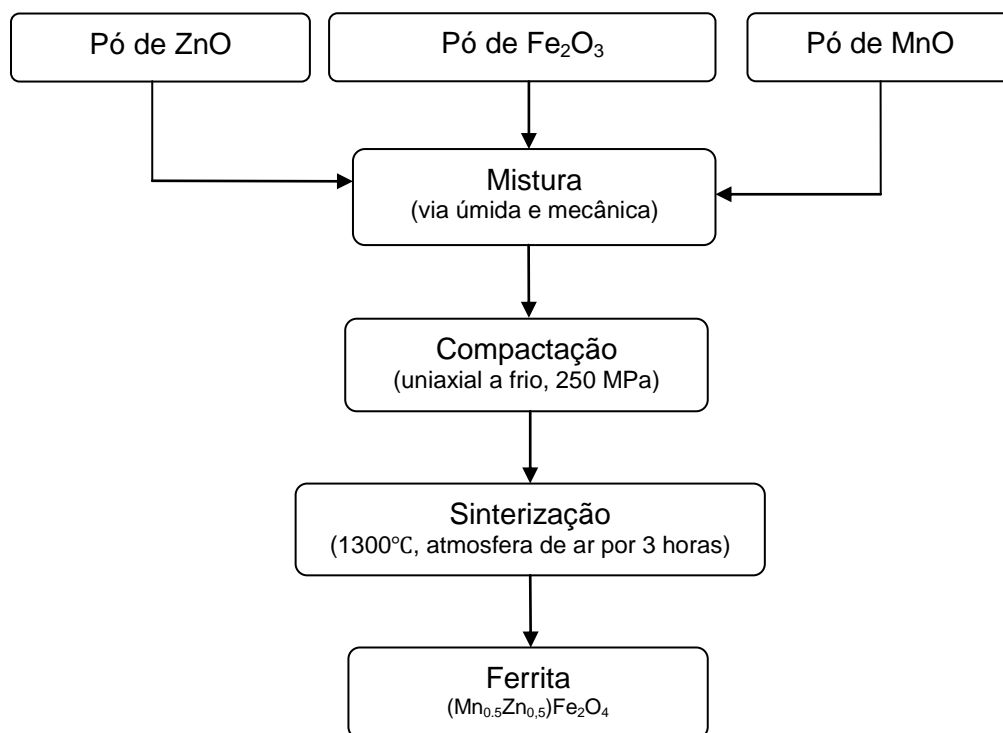 Pó de ZnO
Pó de Fe₂O₃
Pó de MnO
Mistura
(via úmida e mecânica)
Compactação
(uniaxial a frio, 250 MPa)
Sinterização
(1300℃, atmosfera de ar por 3 horas)
Ferrita
(Mn₀.₅Zn₀,₅)Fe₂O₄